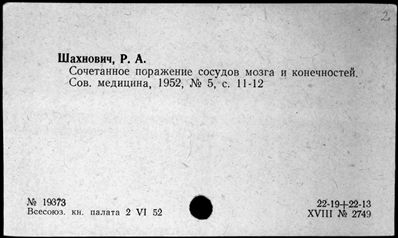 2
Шахнович, Р. А.
Сочетанное поражение сосудов мозга и конечностей.
Сов. медицина, 1952, № 5, с. 11-12
№ 19373
Всесоюз. кн. палата 2 VI 52
22-19+22-13
XVIII № 2749